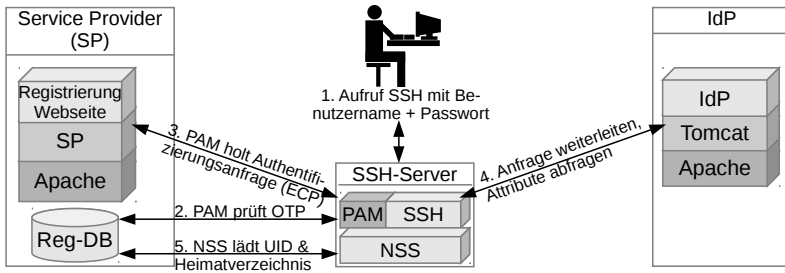 Service Provider
(SP)
Registrierung
Webseite
SP
Apache
Reg-DB
1. Aufruf SSH mit Be-
nutzername + Passwort
3. PAM holt Authentifi-
zierungsanfrage (ECP)
2. PAM prüft OTP
5. NSS lädt UID &
Heimatverzeichnis
SSH-Server
PAM
SSH
NSS
4. Anfrage weiterleiten,
Attribute abfragen
IdP
IdP
Tomcat
Apache